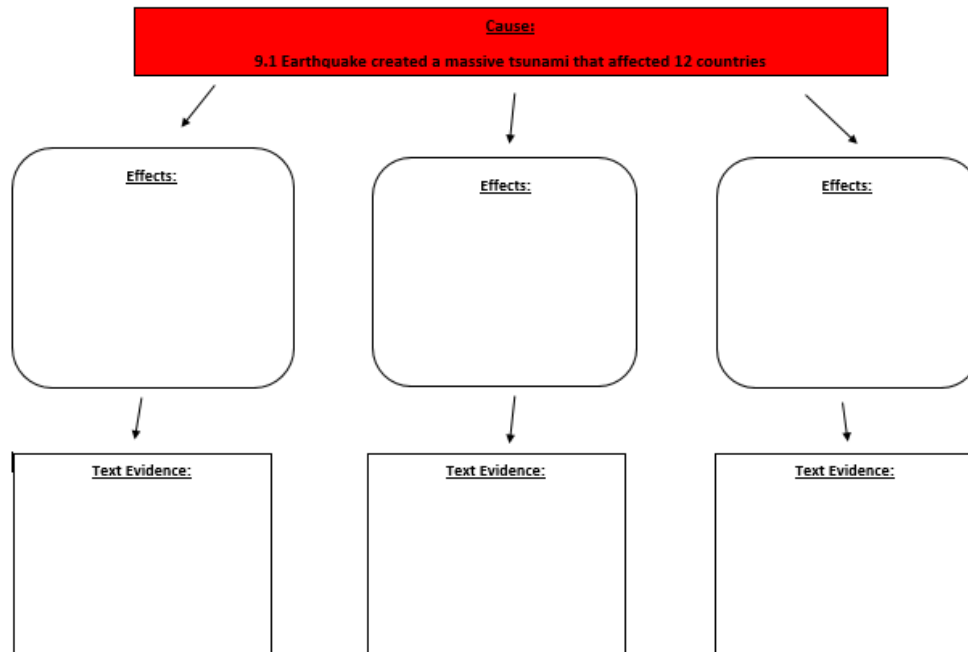 Cause:
9.1 Earthquake created a massive tsunami that affected 12 countries
Effects:
Effects:
Effects:
Text Evidence:
Text Evidence:
Text Evidence: